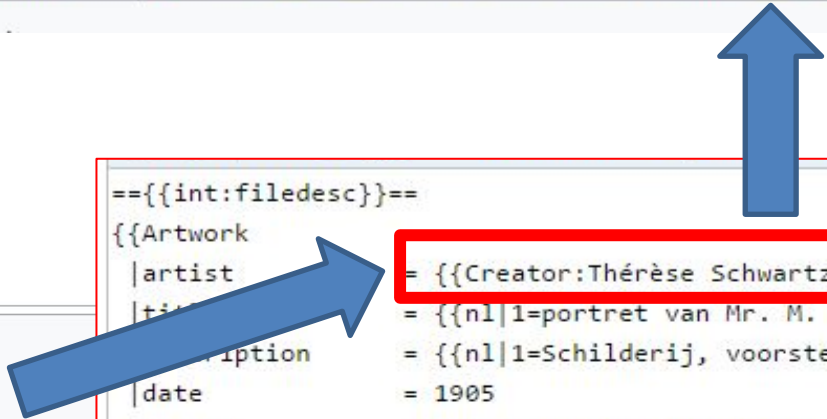 =={{int:filedesc}}==
{{Artwork
|artist = {{Creator:Thérèse Schwartz
= {{nl|1=portret van Mr. M.
= {{nl|1=Schilderij, voorste
|date = 1905